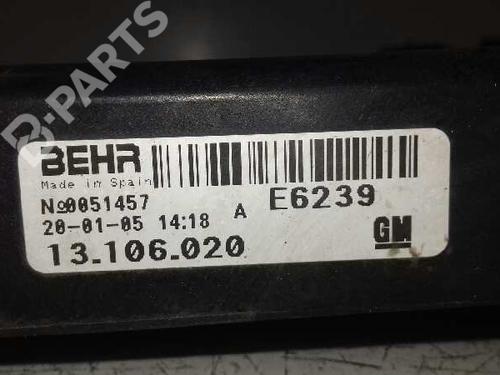 B-PARTS
BEHR
Made in Spain
Nº0051457
20-01-05 14:18 A E6239
13.106.020
GM